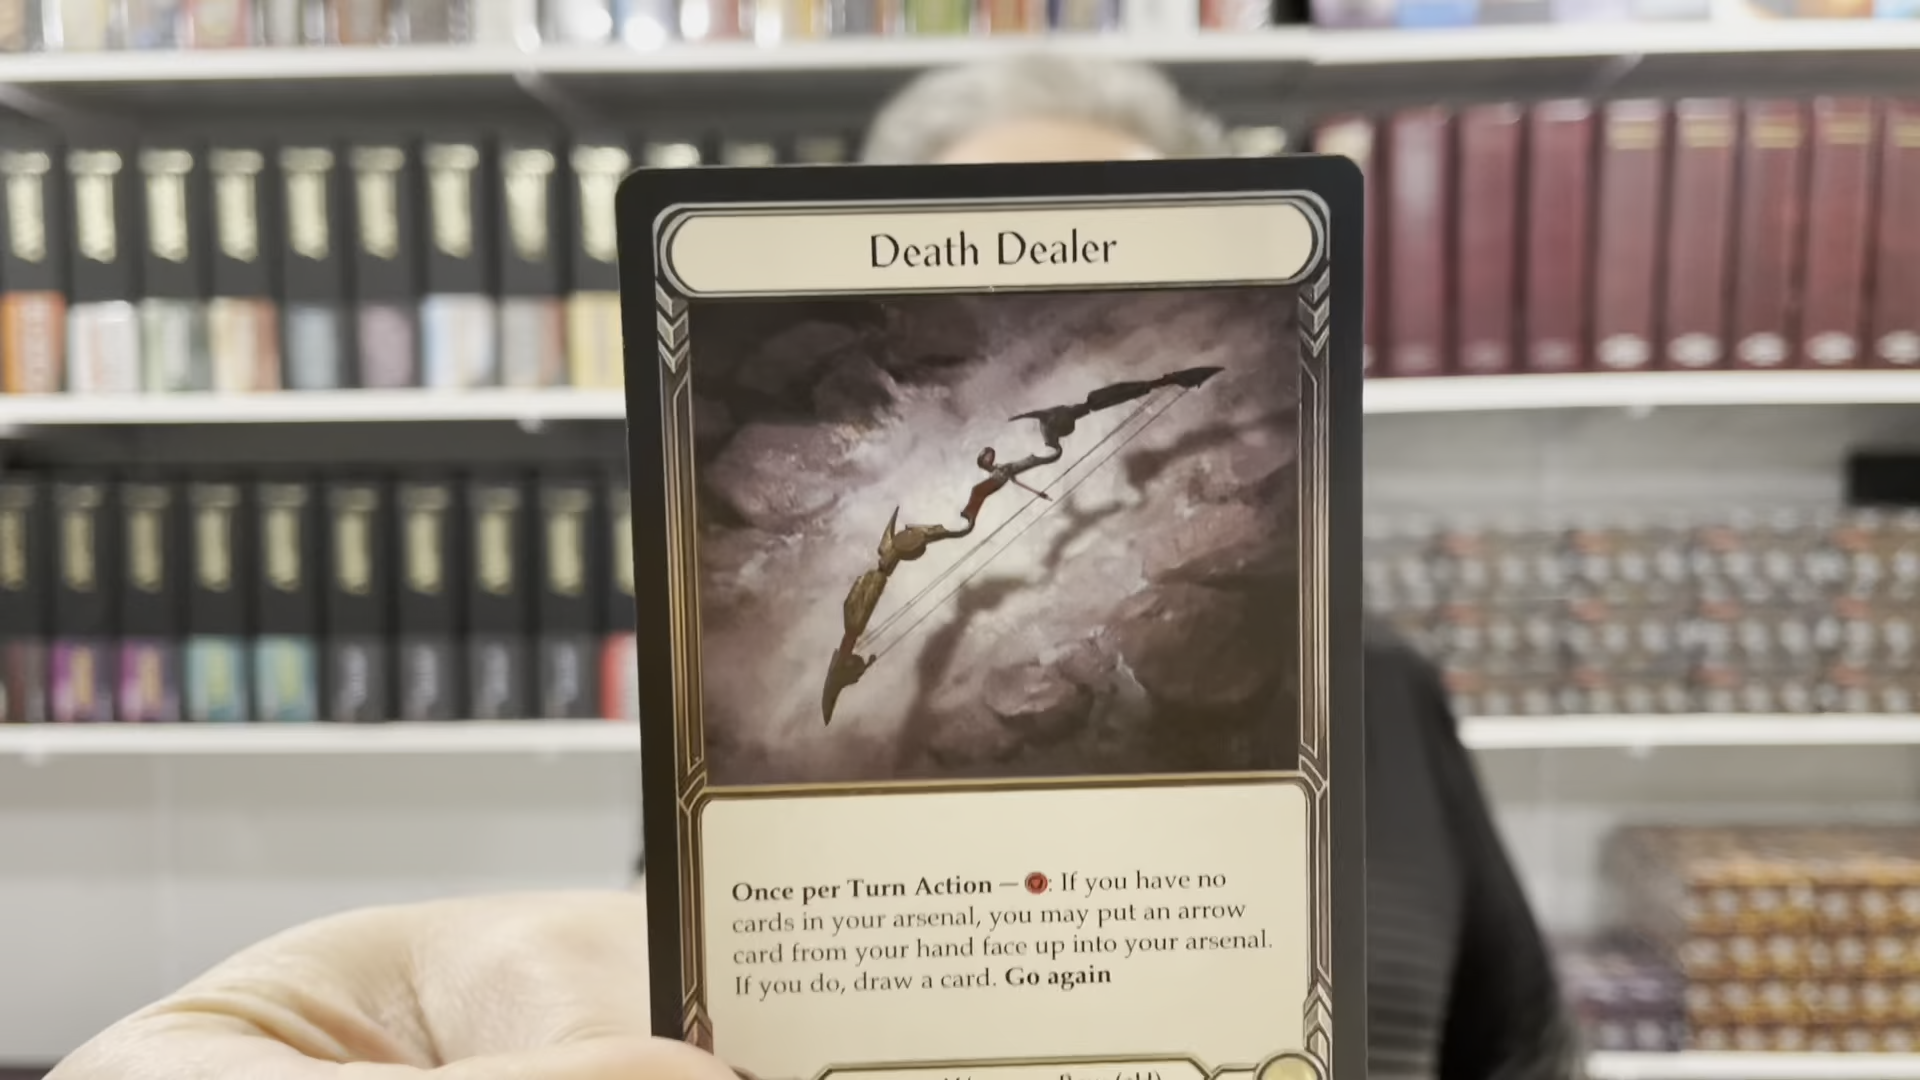 Death Dealer
Once per Turn Action — : If you have no
cards in your arsenal, you may put an arrow
card from your hand face up into your arsenal.
If you do, draw a card. Go again